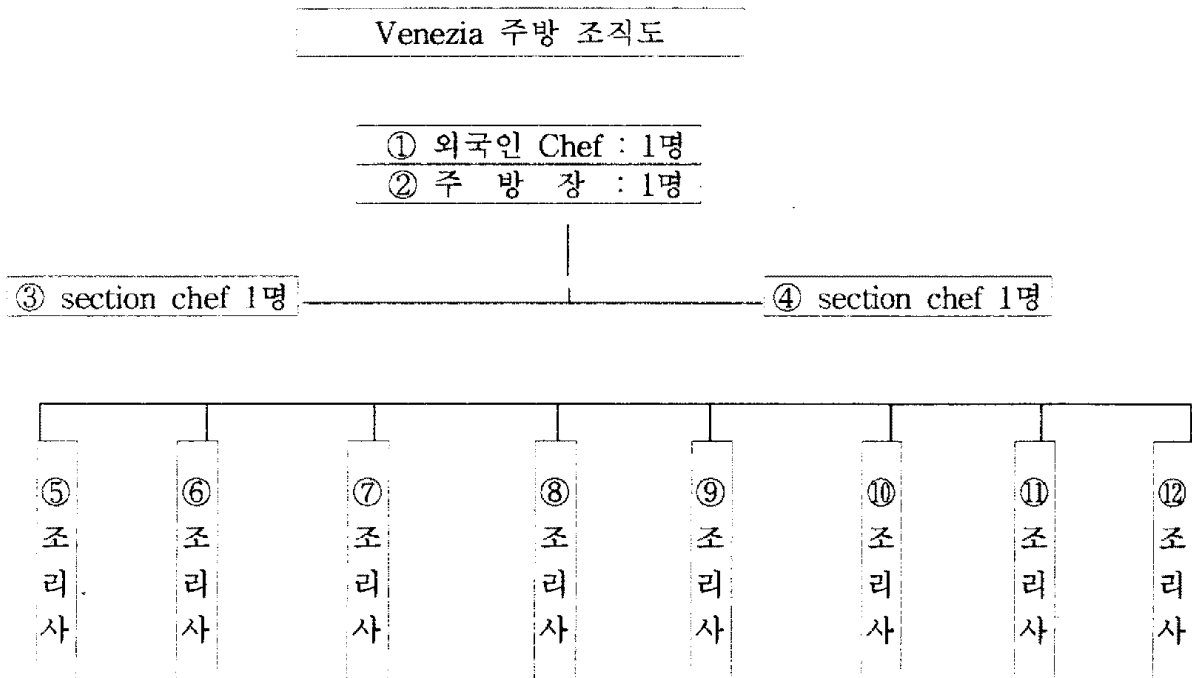 Venezia 주방 조직도
① 외국인 Chef : 1명
② 주 방 장 : 1명
③ section chef 1명
④ section chef 1명
⑤ 조리사
⑥ 조리사
⑦ 조리사
⑧ 조리사
⑨ 조리사
⑩ 조리사
⑪ 조리사
⑫ 조리사